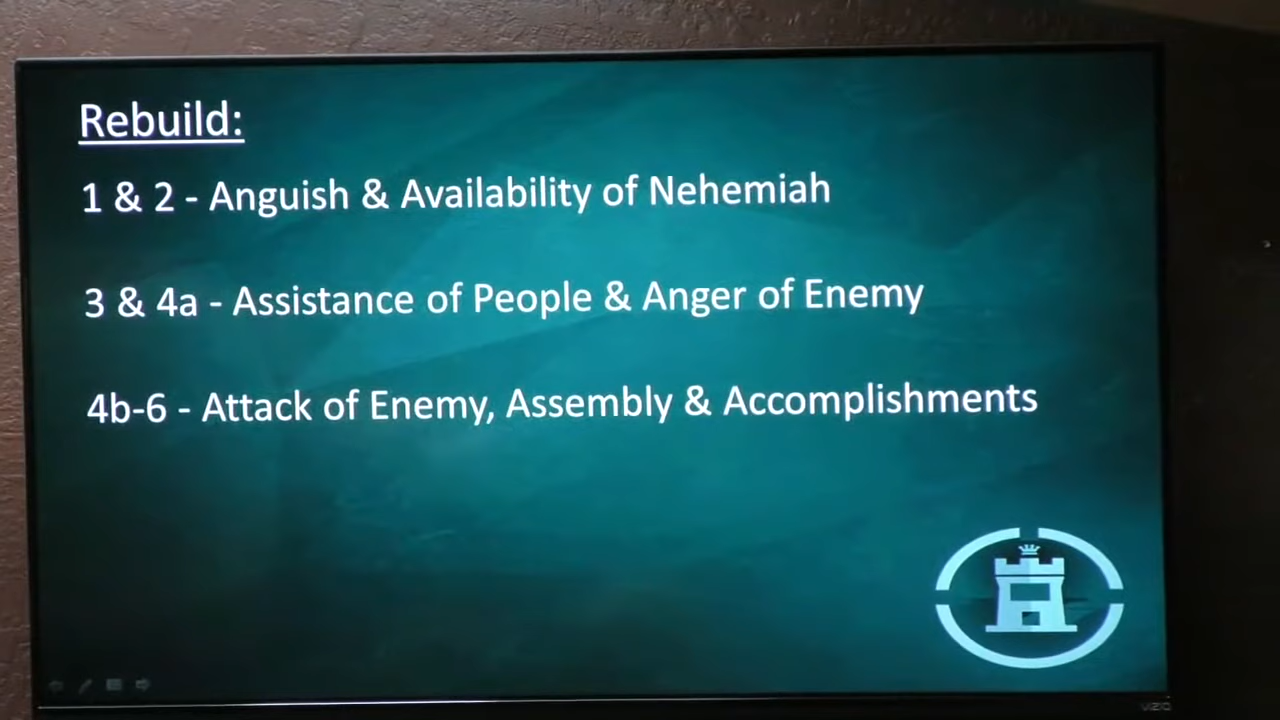 Rebuild:
1 & 2 - Anguish & Availability of Nehemiah
3 & 4a - Assistance of People & Anger of Enemy
4b-6 - Attack of Enemy, Assembly & Accomplishments
VIZIO